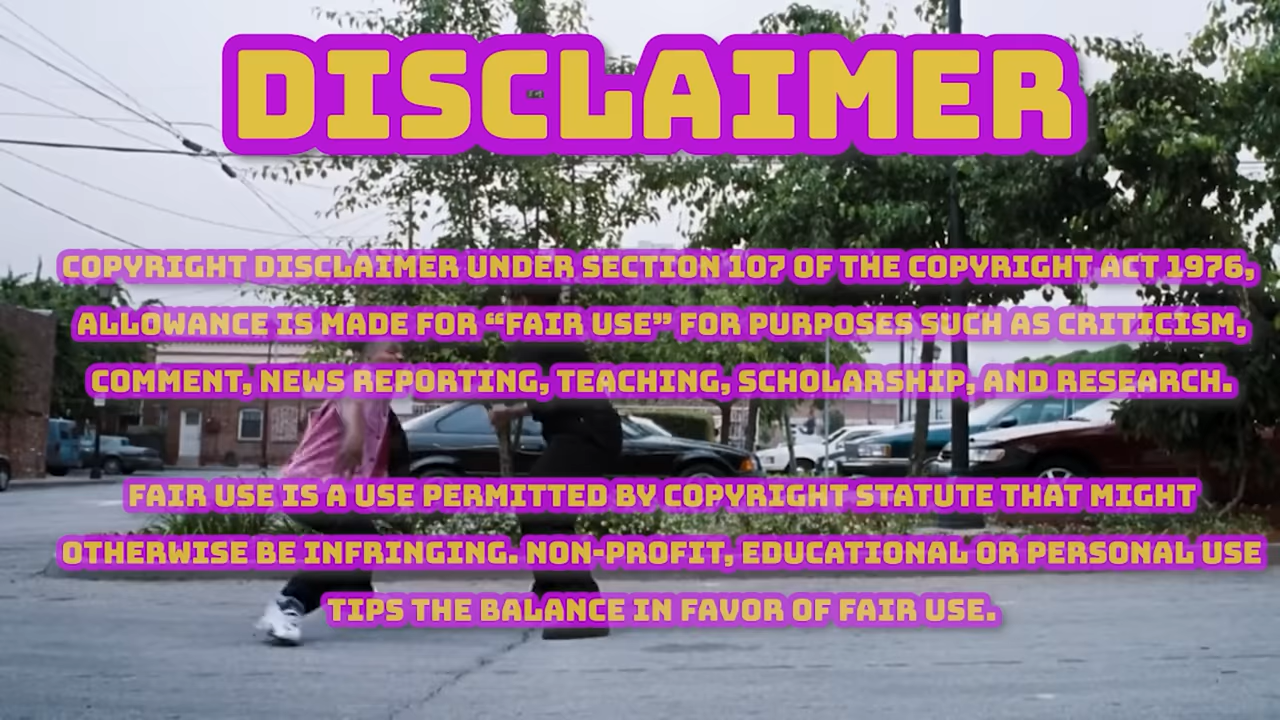 DISCLAIMER
COPYRIGHT DISCLAIMER UNDER SECTION 107 OF THE COPYRIGHT ACT 1976,
ALLOWANCE IS MADE FOR “FAIR USE” FOR PURPOSES SUCH AS CRITICISM,
COMMENT, NEWS REPORTING, TEACHING, SCHOLARSHIP, AND RESEARCH.
FAIR USE IS A USE PERMITTED BY COPYRIGHT STATUTE THAT MIGHT
OTHERWISE BE INFRINGING. NON-PROFIT, EDUCATIONAL OR PERSONAL USE
TIPS THE BALANCE IN FAVOR OF FAIR USE.